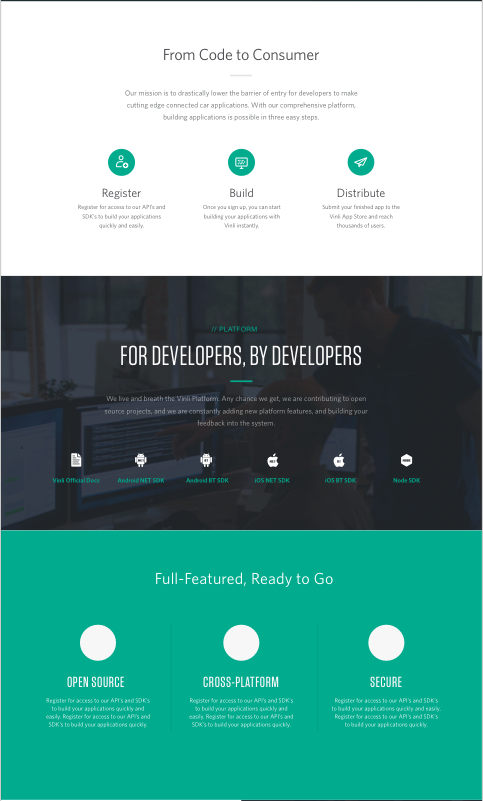 From Code to Consumer
Our mission is to drastically lower the barrier of entry for developers to make
cutting edge connected car applications. With our comprehensive platform,
building applications is possible in three easy steps.
Register
Register for access to our API's and
SDK's to build your applications
quickly and easily.
Build
Once you sign up, you can start
building your applications with
Vinli instantly.
Distribute
Submit your finished app to the
Vinli App Store and reach
thousands of users.
// PLATFORM
FOR DEVELOPERS, BY DEVELOPERS
We live and breath the Vinli Platform. Any chance we get, we are contributing to open
source projects, and we are constantly adding new platform features, and building your
feedback into the system.
Vinli Official Docs
Android NET SDK
Android BT SDK
iOS NET SDK
iOS BT SDK
Node SDK
Full-Featured, Ready to Go
OPEN SOURCE
Register for access to our API's and SDK's
to build your applications quickly and
easily. Register for access to our API's and
SDK's to build your applications quickly.
CROSS-PLATFORM
Register for access to our API's and SDK's
to build your applications quickly and
easily. Register for access to our API's and
SDK's to build your applications quickly.
SECURE
Register for access to our API's and SDK's
to build your applications quickly and easily.
Register for access to our API's and SDK's
to build your applications quickly.